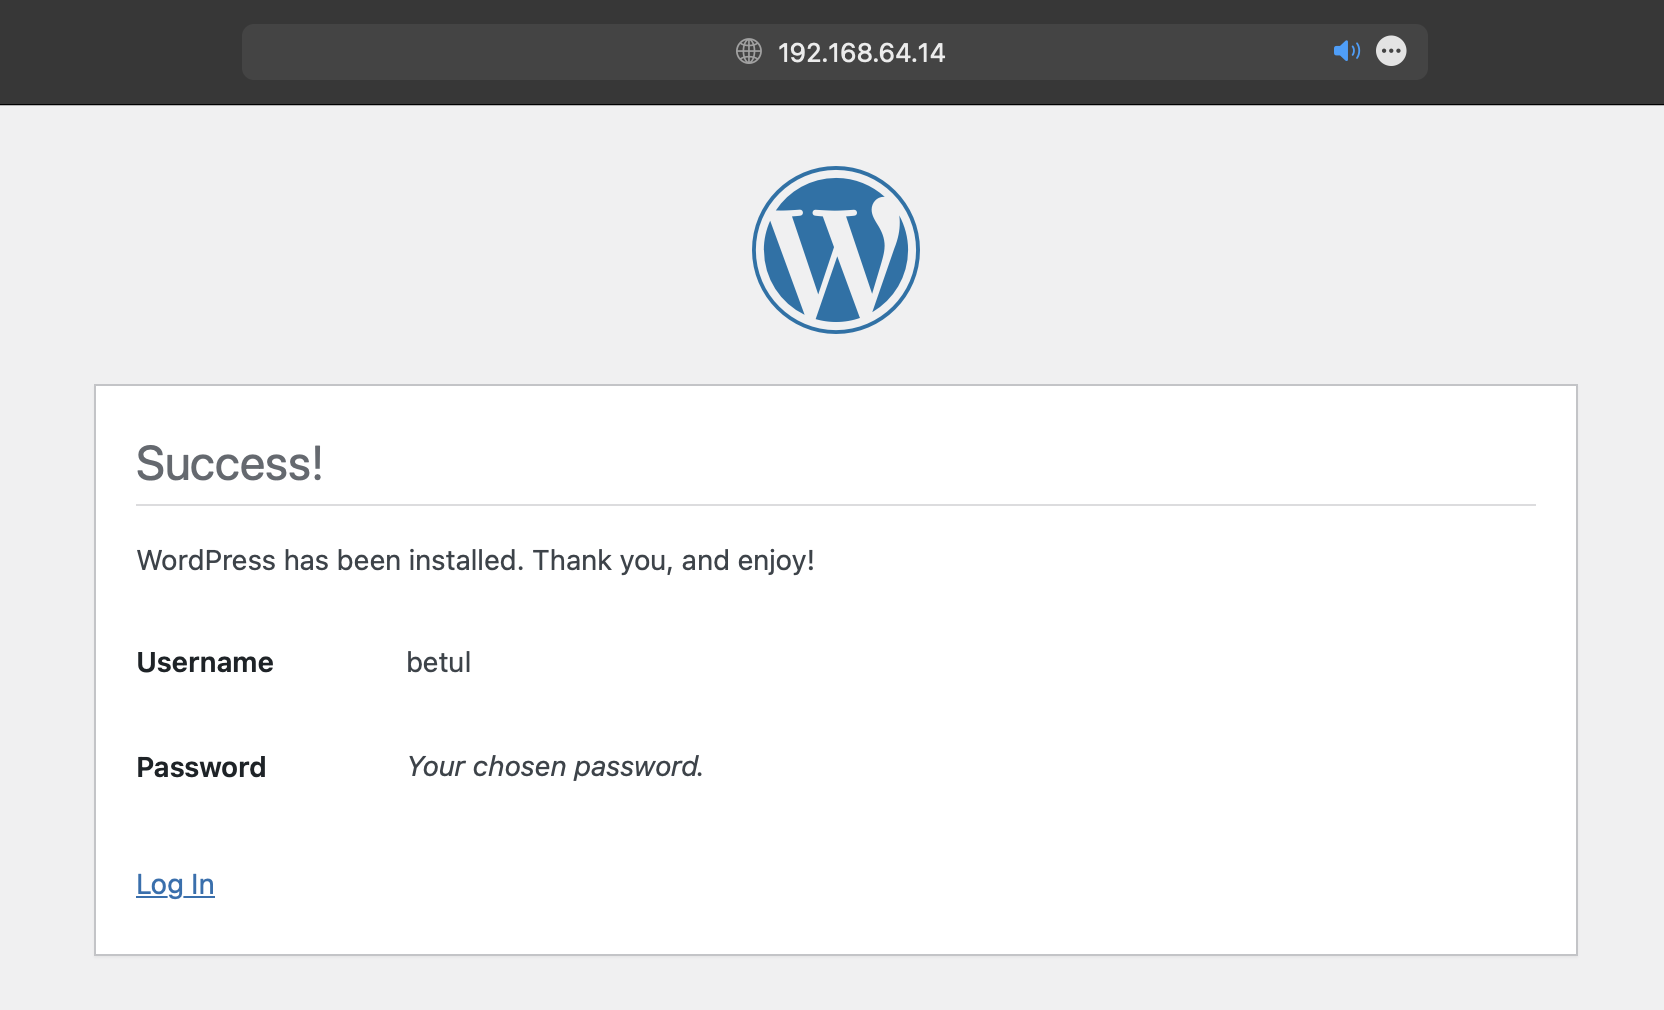 192.168.64.14
Success!
WordPress has been installed. Thank you, and enjoy!
Username betul
Password Your chosen password.
Log In